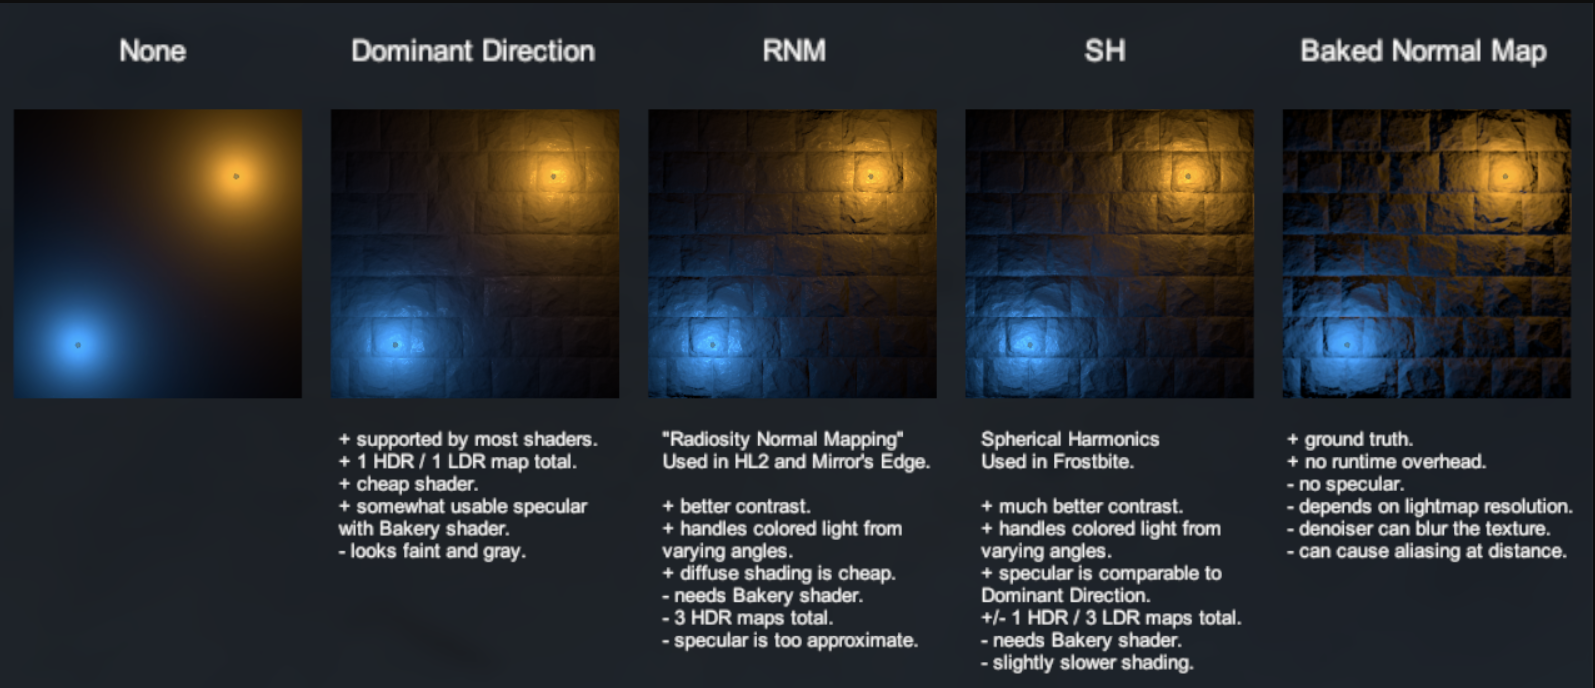 None
Dominant Direction
RNM
SH
Baked Normal Map
+ supported by most shaders.
+ 1 HDR / 1 LDR map total.
+ cheap shader.
+ somewhat usable specular
with Bakery shader.
- looks faint and gray.
"Radiosity Normal Mapping"
Used in HL2 and Mirror's Edge.
+ better contrast.
+ handles colored light from
varying angles.
+ diffuse shading is cheap.
- needs Bakery shader.
- 3 HDR maps total.
- specular is too approximate.
Spherical Harmonics
Used in Frostbite.
+ much better contrast.
+ handles colored light from
varying angles.
+ specular is comparable to
Dominant Direction.
+/- 1 HDR / 3 LDR maps total.
- needs Bakery shader.
- slightly slower shading.
+ ground truth.
+ no runtime overhead.
- no specular.
- depends on lightmap resolution.
- denoiser can blur the texture.
- can cause aliasing at distance.